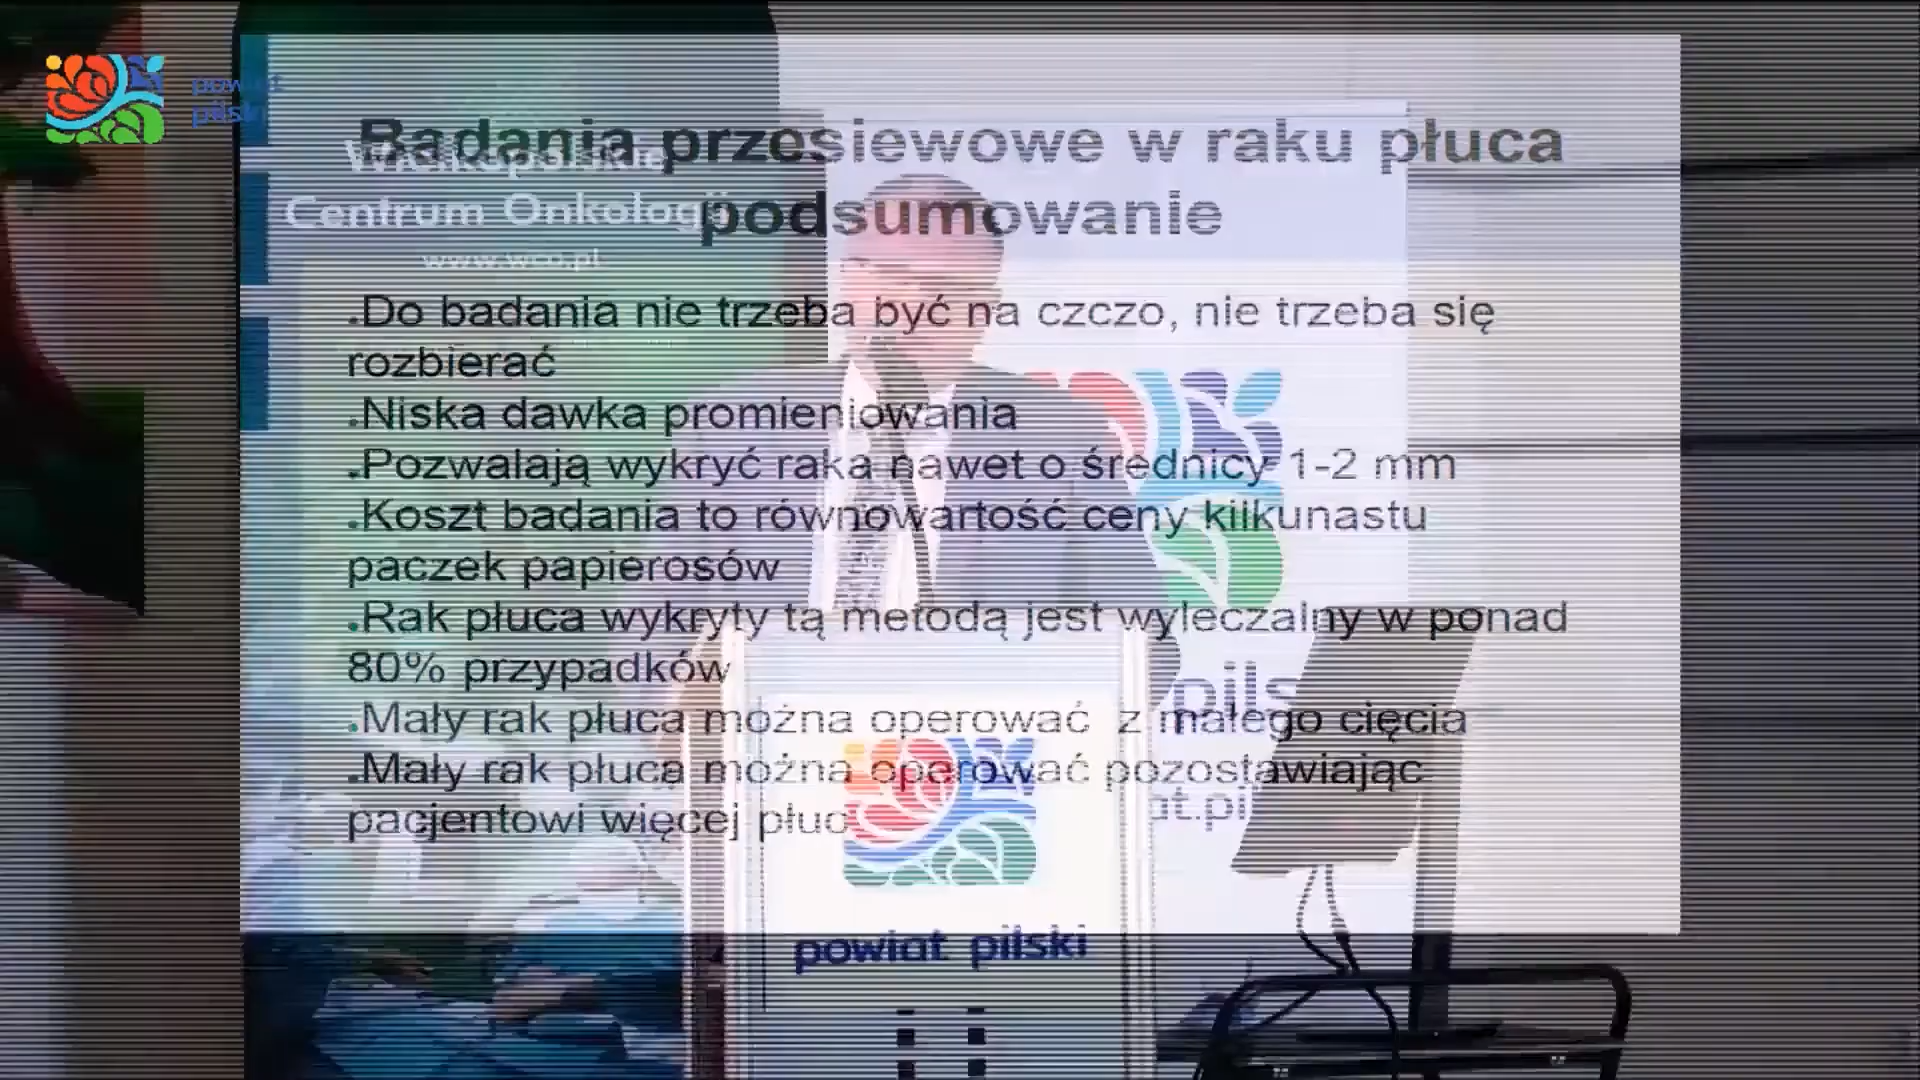 powiat
pilski
Badania przesiewowe w raku płuca
podsumowanie
Wielkopolskie
Centrum Onkologii
www.wco.pl
.Do badania nie trzeba być na czczo, nie trzeba się
rozbierać
.Niska dawka promieniowania
.Pozwalają wykryć raka nawet o średnicy 1-2 mm
.Koszt badania to równowartość ceny kilkunastu
paczek papierosów
.Rak płuca wykryty tą metodą jest wyleczalny w ponad
80% przypadków
.Mały rak płuca można operować z małego cięcia
.Mały rak płuca można operować pozostawiając
pacjentowi więcej płuc
pils
at.pl
powiat pilski